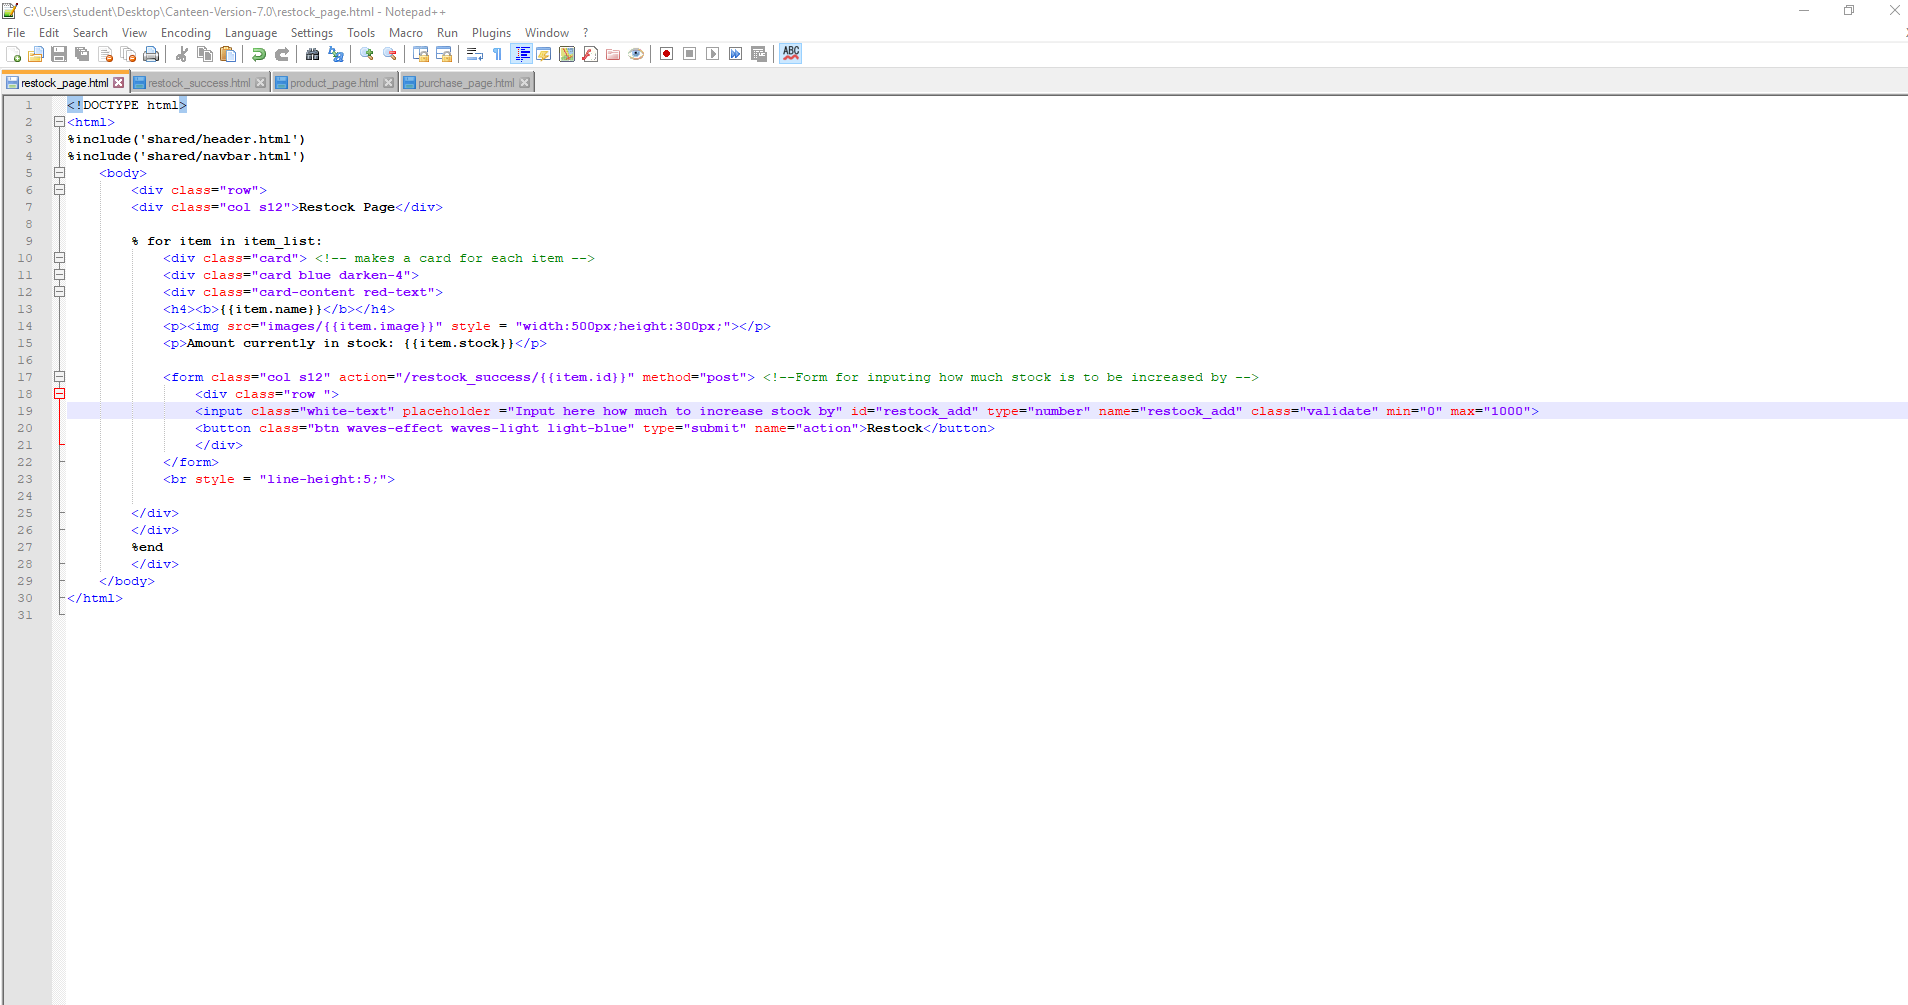 C:\Users\student\Desktop\Canteen-Version-7.0\restock_page.html - Notepad++
File Edit Search View Encoding Language Settings Tools Macro Run Plugins Window ?
ABC
restock_page.html restock_success.html product_page.html purchase_page.html
1 <!DOCTYPE html>
2 <html>
3 %include('shared/header.html')
4 %include('shared/navbar.html')
5 <body>
6 <div class="row">
7 <div class="col s12">Restock Page</div>
8
9 % for item in item_list:
10 <div class="card"> <!-- makes a card for each item -->
11 <div class="card blue darken-4">
12 <div class="card-content red-text">
13 <h4><b>{{item.name}}</b></h4>
14 <p><img src="images/{{item.image}}" style = "width:500px;height:300px;"></p>
15 <p>Amount currently in stock: {{item.stock}}</p>
16
17 <form class="col s12" action="/restock_success/{{item.id}}" method="post"> <!--Form for inputing how much stock is to be increased by -->
18 <div class="row ">
19 <input class="white-text" placeholder ="Input here how much to increase stock by" id="restock_add" type="number" name="restock_add" class="validate" min="0" max="1000">
20 <button class="btn waves-effect waves-light light-blue" type="submit" name="action">Restock</button>
21 </div>
22 </form>
23 <br style = "line-height:5;">
24
25 </div>
26 </div>
27 %end
28 </div>
29 </body>
30 </html>
31